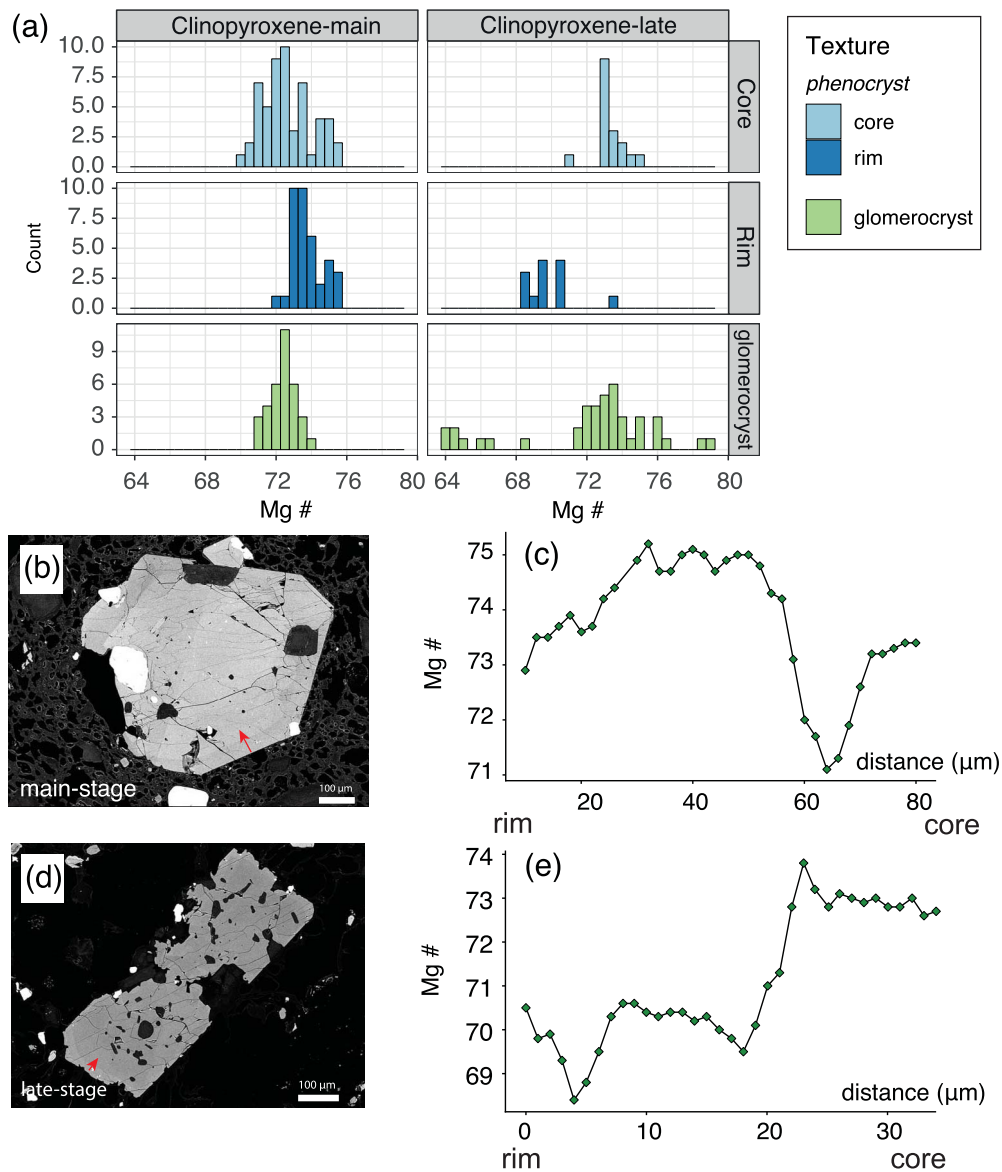 (a)
Clinopyroxene-main
Clinopyroxene-late
10.0
7.5
5.0
2.5
0.0
Core
10.0
7.5
5.0
2.5
0.0
Rim
9
6
3
0
glomerocryst
Count
64 68 72 76 80
64 68 72 76 80
Mg #
Mg #
Texture
phenocryst
core
rim
glomerocryst
(b)
main-stage
100 µm
(c)
75
74
73
72
71
Mg #
distance (µm)
20 40 60 80
rim
core
(d)
late-stage
100 µm
(e)
74
73
72
71
70
69
Mg #
distance (µm)
0 10 20 30
rim
core